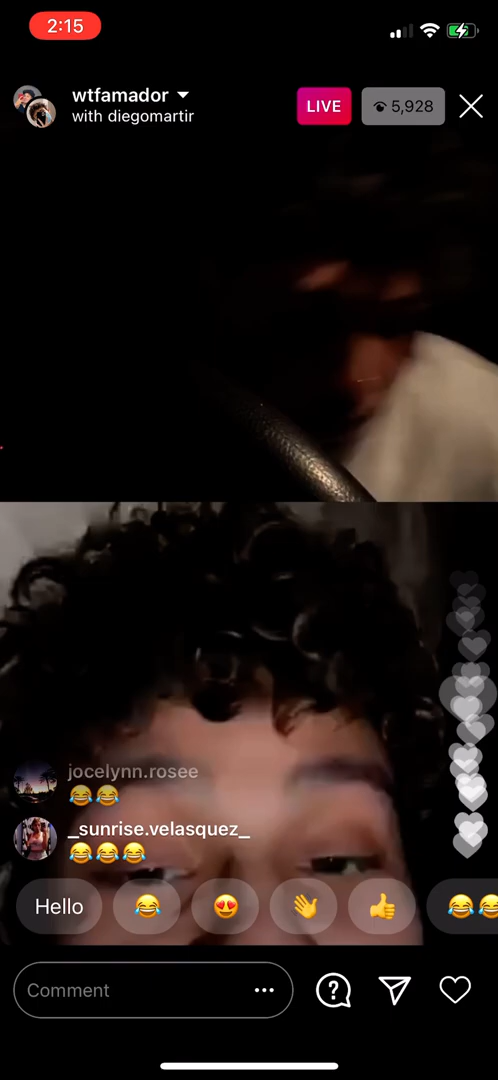 2:15
wtfamador
with diegomartir
LIVE
5,928
jocelynn.rosee
😂😂
_sunrise.velasquez_
😂😂😂
Hello 😂 😍 👋 👍 😂😂
Comment